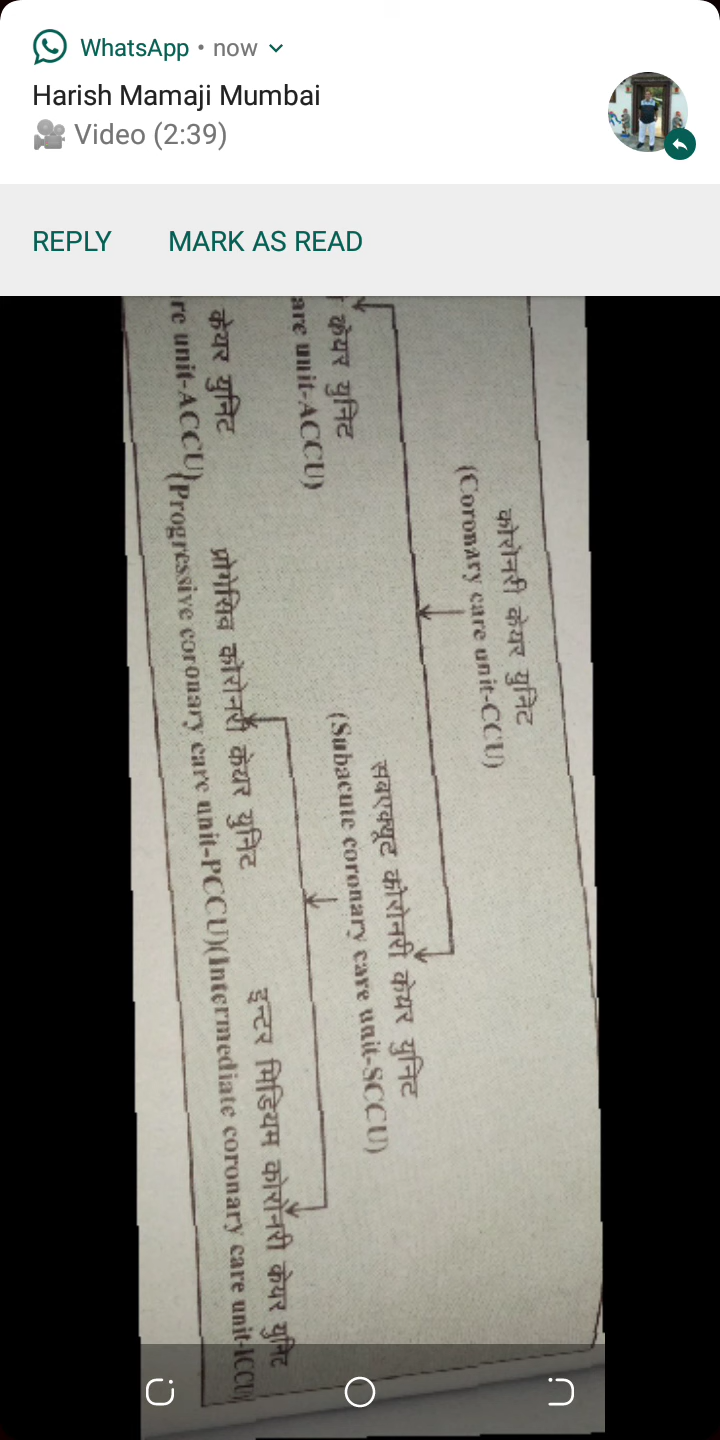 WhatsApp • now
Harish Mamaji Mumbai
Video (2:39)
REPLY MARK AS READ
कोरोनरी केयर युनिट
(Coronary care unit-CCU)
केयर युनिट
are unit-ACCU)
सबएक्यूट कोरोनरी केयर युनिट
(Subacute coronary care unit-SCCU)
केयर युनिट
re unit-ACCU)
प्रोग्रेसिव कोरोनरी केयर युनिट
(Progressive coronary care unit-PCCU)
इन्टर मिडियम कोरोनरी केयर युनिट
(Intermediate coronary care unit-ICCU)